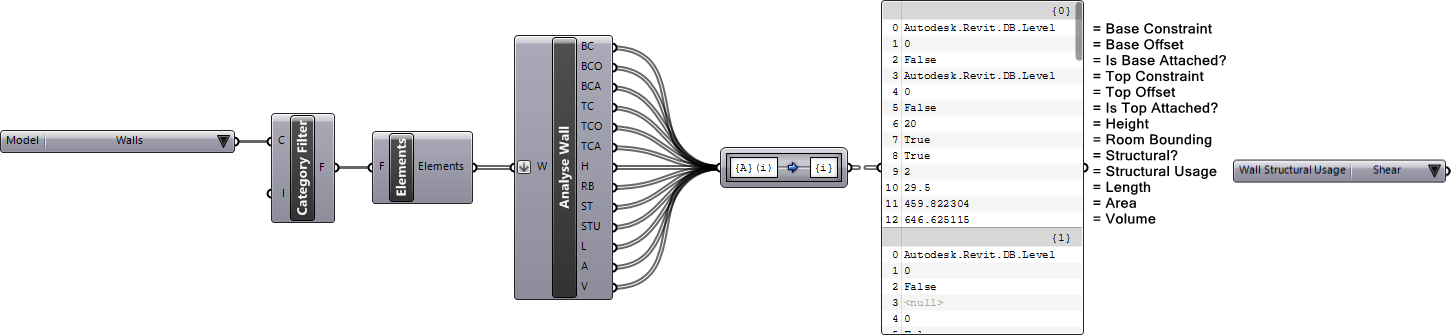 Model Walls
C
I
Category Filter
F
F
Elements
Elements
W
Analyse Wall
BC
BCO
BCA
TC
TCO
TCA
H
RB
ST
STU
L
A
V
{A}(i) {i}
{0}
0 Autodesk.Revit.DB.Level = Base Constraint
1 0 = Base Offset
2 False = Is Base Attached?
3 Autodesk.Revit.DB.Level = Top Constraint
4 0 = Top Offset
5 False = Is Top Attached?
6 20 = Height
7 True = Room Bounding
8 True = Structural?
9 2 = Structural Usage
10 29.5 = Length
11 459.822304 = Area
12 646.625115 = Volume
{1}
0 Autodesk.Revit.DB.Level
1 0
2 False
3 <null>
4 0
5 False
Wall Structural Usage Shear